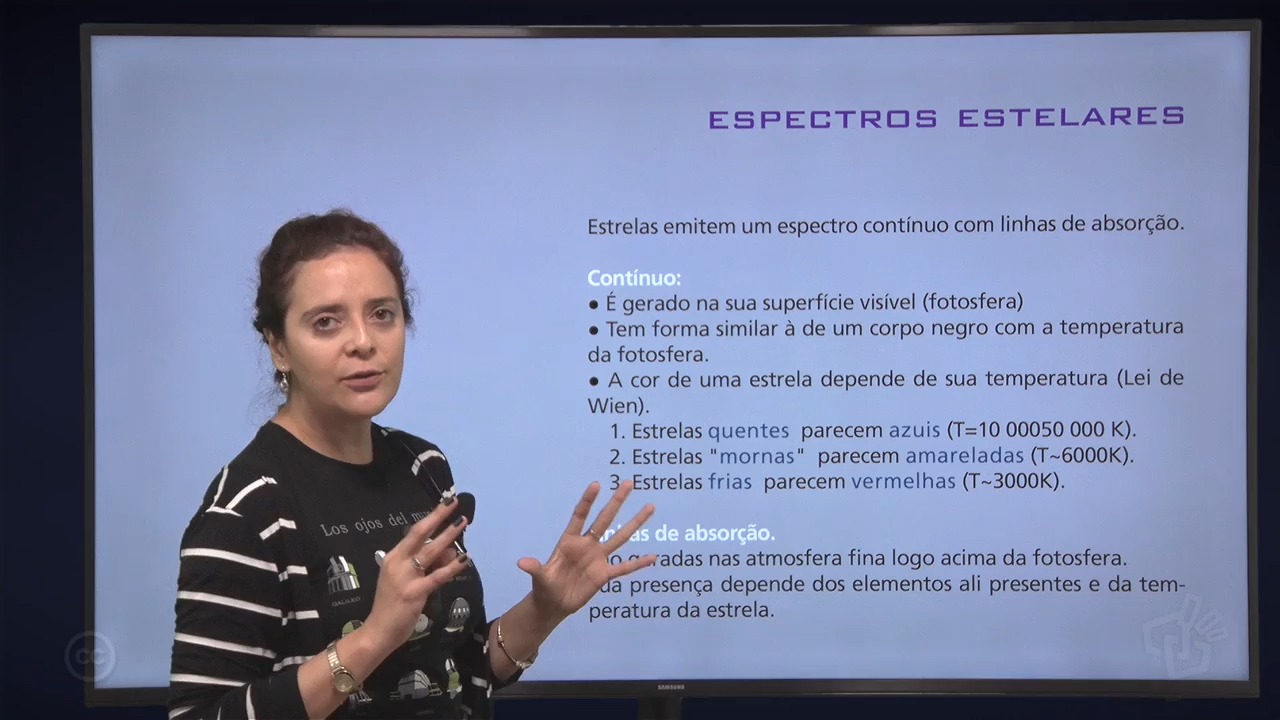 ESPECTROS ESTELARES
Estrelas emitem um espectro contínuo com linhas de absorção.
Contínuo:
• É gerado na sua superfície visível (fotosfera)
• Tem forma similar à de um corpo negro com a temperatura
da fotosfera.
• A cor de uma estrela depende de sua temperatura (Lei de
Wien).
1. Estrelas quentes parecem azuis (T=10 00050 000 K).
2. Estrelas "mornas" parecem amareladas (T~6000K).
3. Estrelas frias parecem vermelhas (T~3000K).
de absorção.
nas atmosfera fina logo acima da fotosfera.
presença depende dos elementos ali presentes e da tem-
peratura da estrela.
Los ojos del
GALILEO
SAMSUNG
CC